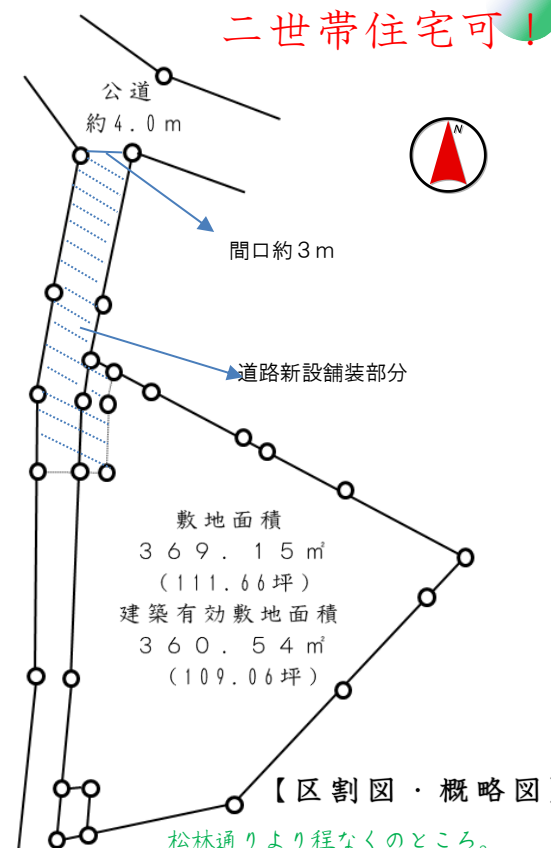 二世帯住宅可！
公道
約4.0m
N
間口約３ｍ
道路新設舗装部分
敷地面積
３６９．１５㎡
(111.66坪)
建築有効敷地面積
３６０．５４㎡
(109.06坪)
【区割図・概略図】
松林通りより程なくのところ。